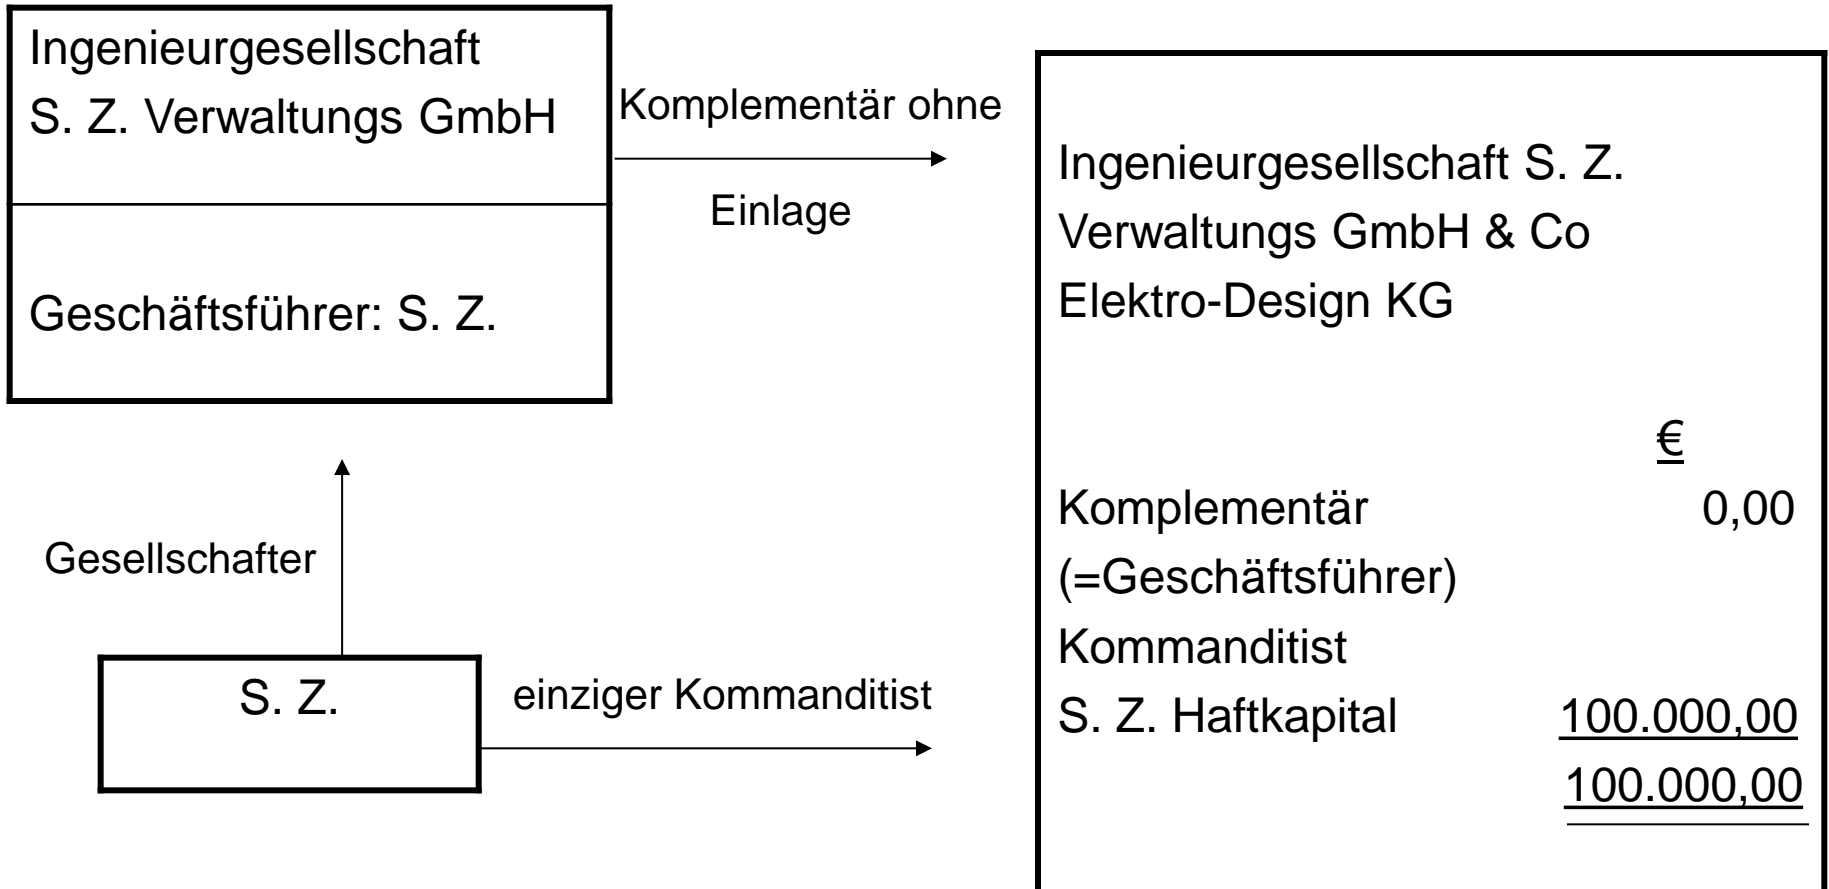 Ingenieurgesellschaft
S. Z. Verwaltungs GmbH
Geschäftsführer: S. Z.
Komplementär ohne
Einlage
Gesellschafter
S. Z.
einziger Kommanditist
Ingenieurgesellschaft S. Z.
Verwaltungs GmbH & Co
Elektro-Design KG
€
Komplementär 0,00
(=Geschäftsführer)
Kommanditist
S. Z. Haftkapital 100.000,00
100.000,00